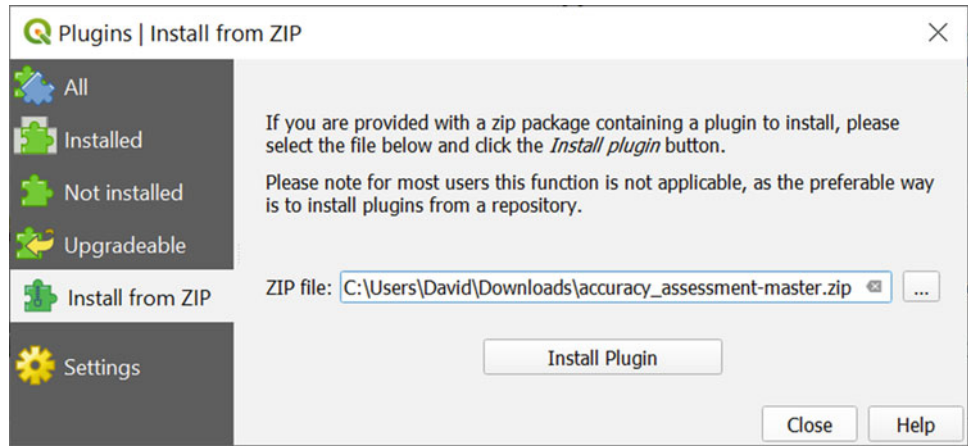 Plugins | Install from ZIP
All
Installed
Not installed
Upgradeable
Install from ZIP
Settings
If you are provided with a zip package containing a plugin to install, please
select the file below and click the Install plugin button.
Please note for most users this function is not applicable, as the preferable way
is to install plugins from a repository.
ZIP file: C:\Users\David\Downloads\accuracy_assessment-master.zip ...
Install Plugin
Close Help